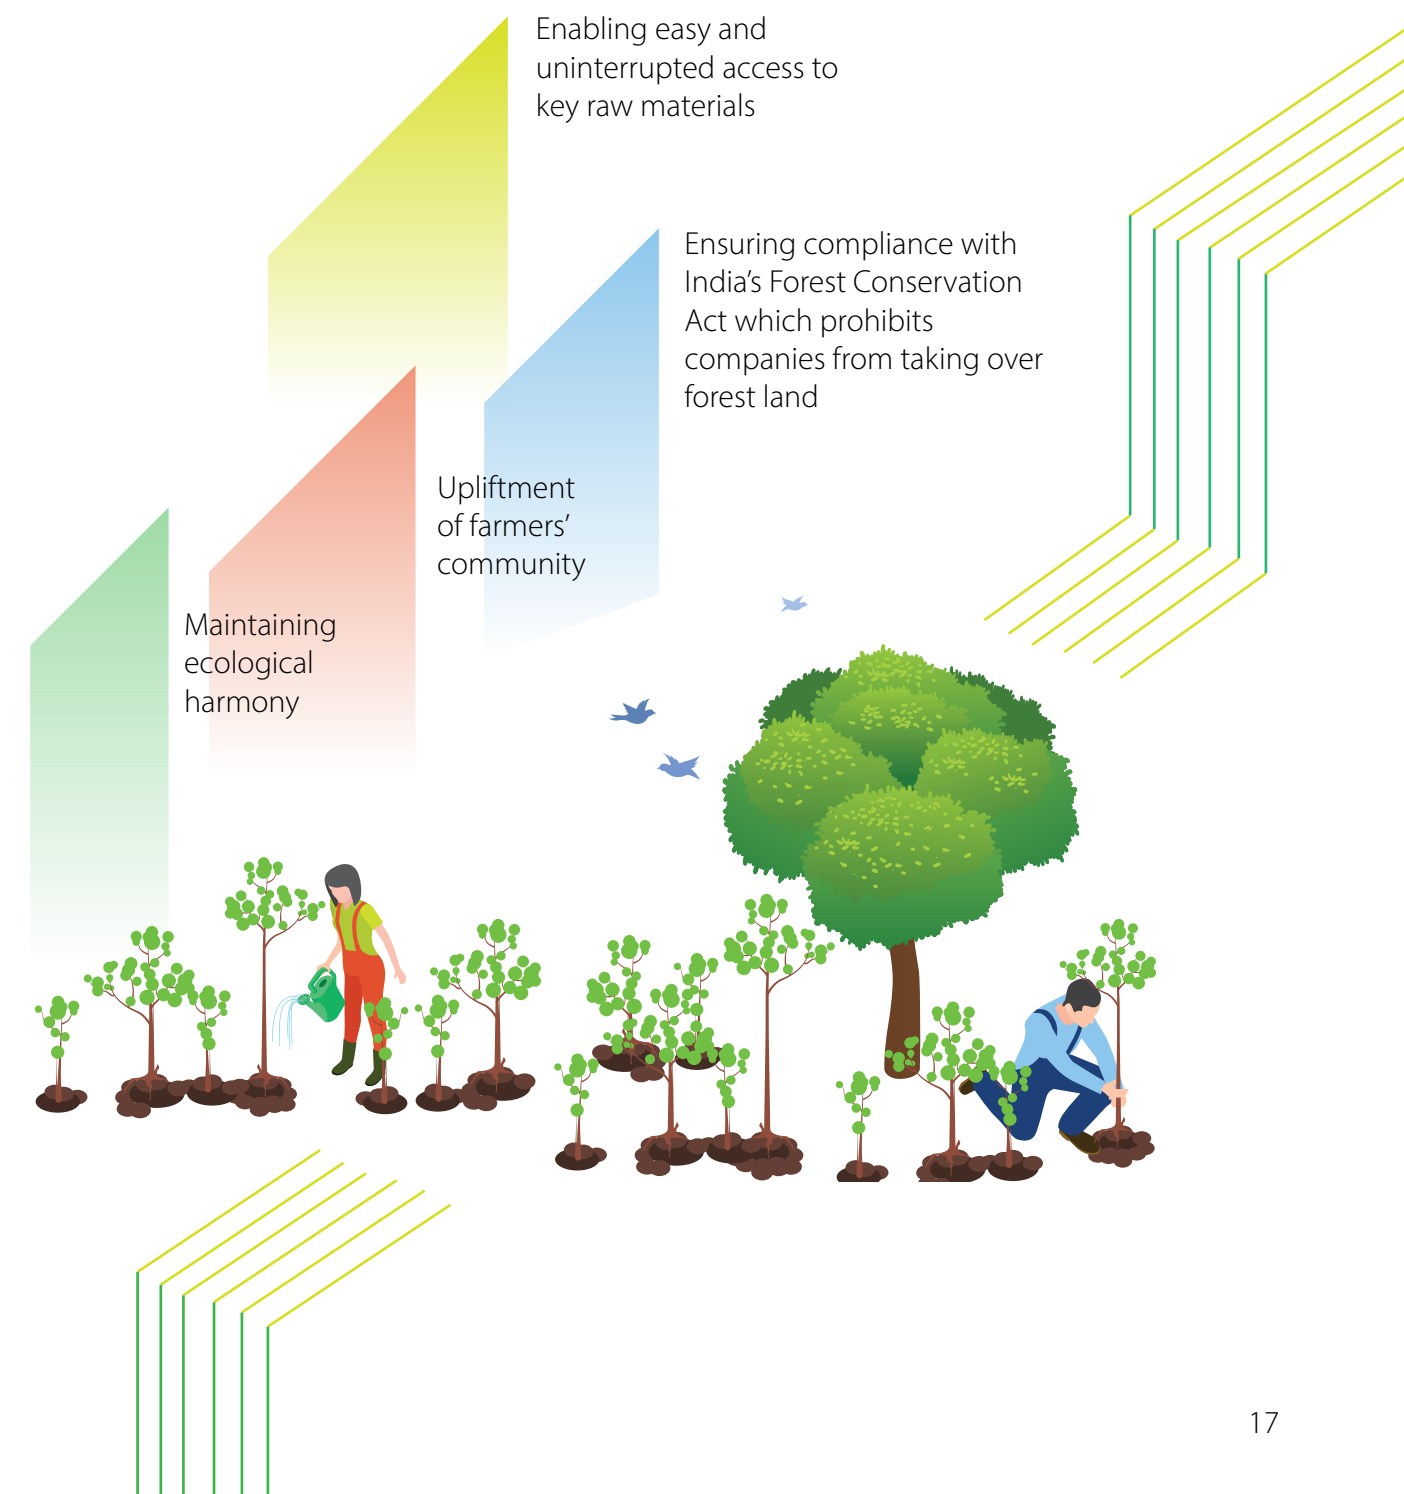 Enabling easy and
uninterrupted access to
key raw materials
Ensuring compliance with
India’s Forest Conservation
Act which prohibits
companies from taking over
forest land
Upliftment
of farmers’
community
Maintaining
ecological
harmony
17